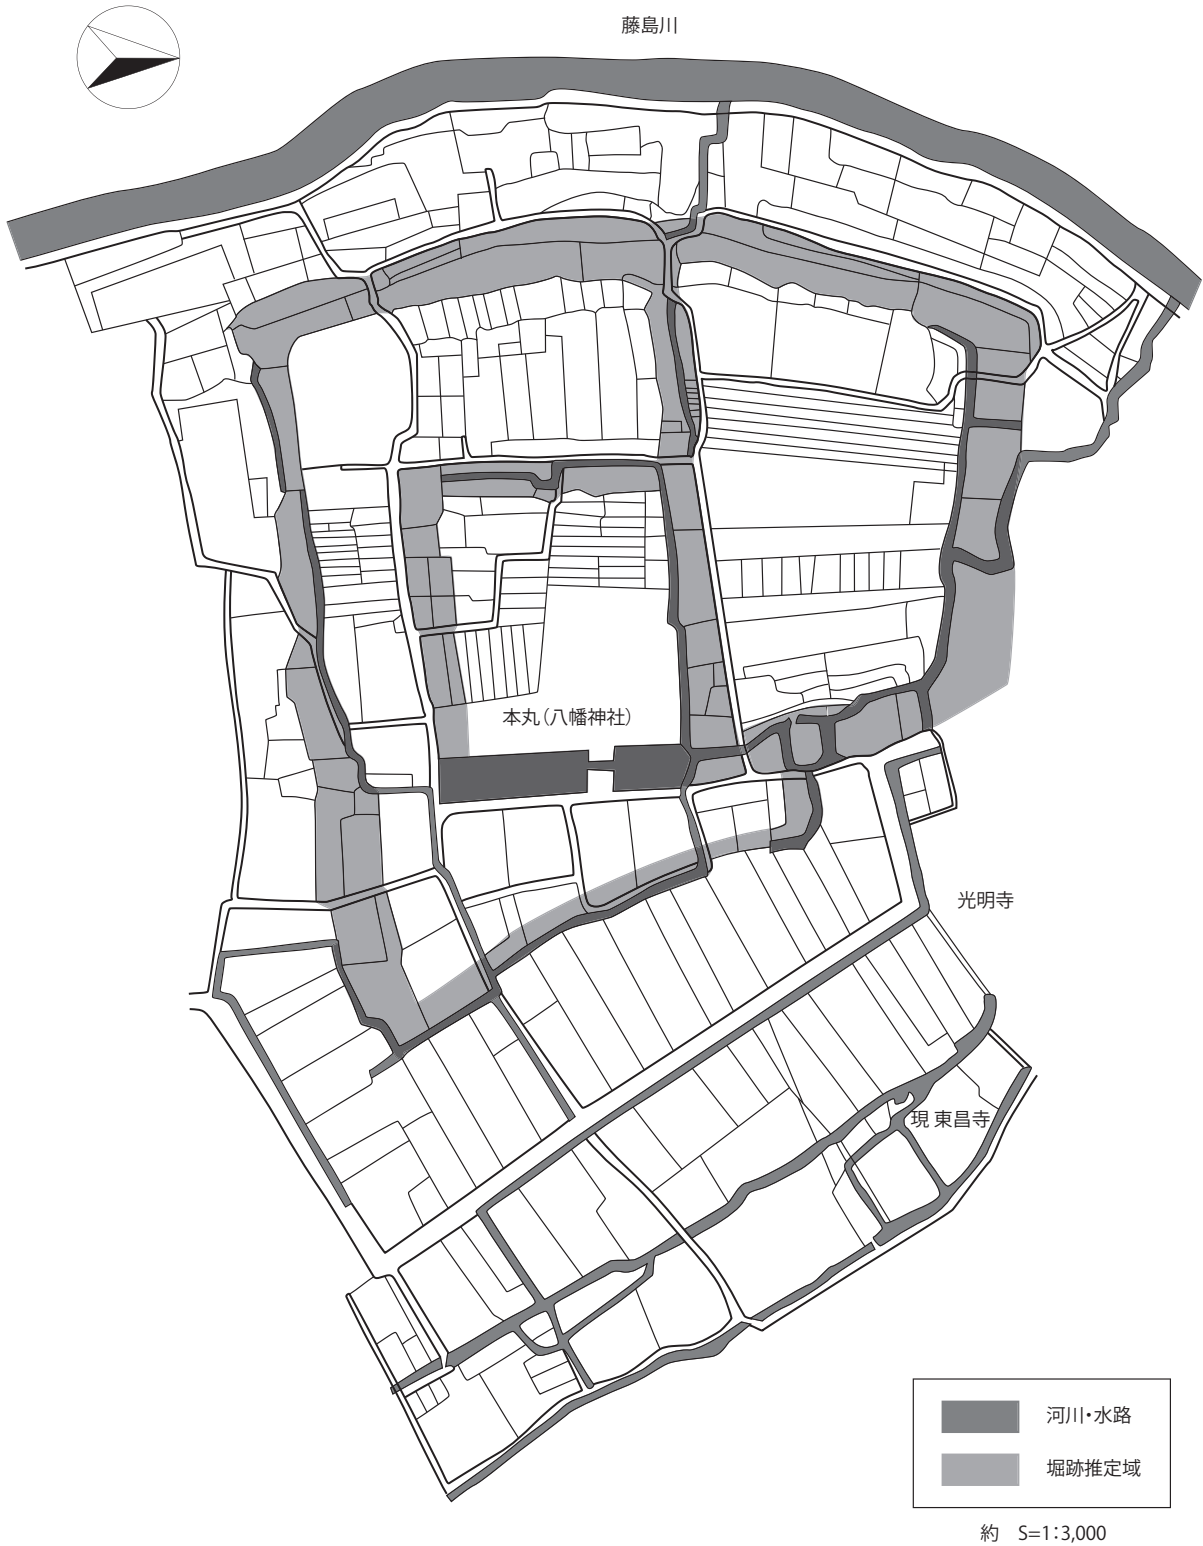 藤島川
本丸（八幡神社）
光明寺
現 東昌寺
河川・水路
堀跡推定域
約　S=1：3,000